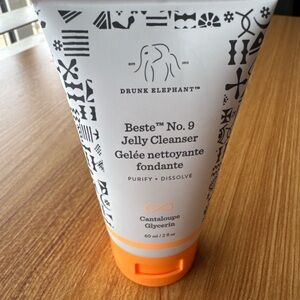 DRUNK ELEPHANT™
Beste™ No. 9
Jelly Cleanser
Gelée nettoyante
fondante
PURIFY • DISSOLVE
Cantaloupe
Glycerin
60 ml / 2 fl oz